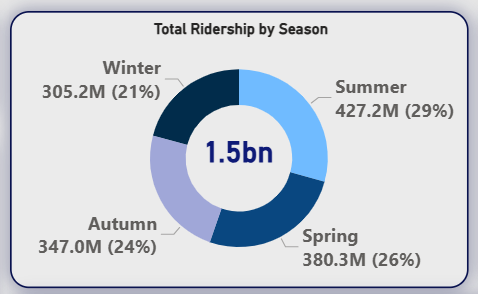 Total Ridership by Season
Winter
305.2M (21%)
Summer
427.2M (29%)
1.5bn
Autumn
347.0M (24%)
Spring
380.3M (26%)